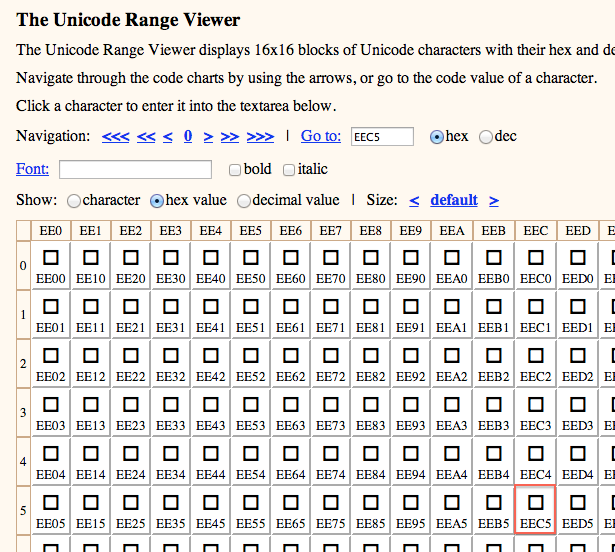 The Unicode Range Viewer
The Unicode Range Viewer displays 16x16 blocks of Unicode characters with their hex and de
Navigate through the code charts by using the arrows, or go to the code value of a character.
Click a character to enter it into the textarea below.
Navigation: <<< << < 0 > >> >>> | Go to: EEC5 hex dec
Font: bold italic
Show: character hex value decimal value | Size: < default >
EE0 EE1 EE2 EE3 EE4 EE5 EE6 EE7 EE8 EE9 EEA EEB EEC EED E
0 EE00 EE10 EE20 EE30 EE40 EE50 EE60 EE70 EE80 EE90 EEA0 EEB0 EEC0 EED0 EE
1 EE01 EE11 EE21 EE31 EE41 EE51 EE61 EE71 EE81 EE91 EEA1 EEB1 EEC1 EED1 EE
2 EE02 EE12 EE22 EE32 EE42 EE52 EE62 EE72 EE82 EE92 EEA2 EEB2 EEC2 EED2 EE
3 EE03 EE13 EE23 EE33 EE43 EE53 EE63 EE73 EE83 EE93 EEA3 EEB3 EEC3 EED3 EE
4 EE04 EE14 EE24 EE34 EE44 EE54 EE64 EE74 EE84 EE94 EEA4 EEB4 EEC4 EED4 EE
5 EE05 EE15 EE25 EE35 EE45 EE55 EE65 EE75 EE85 EE95 EEA5 EEB5 EEC5 EED5 EE